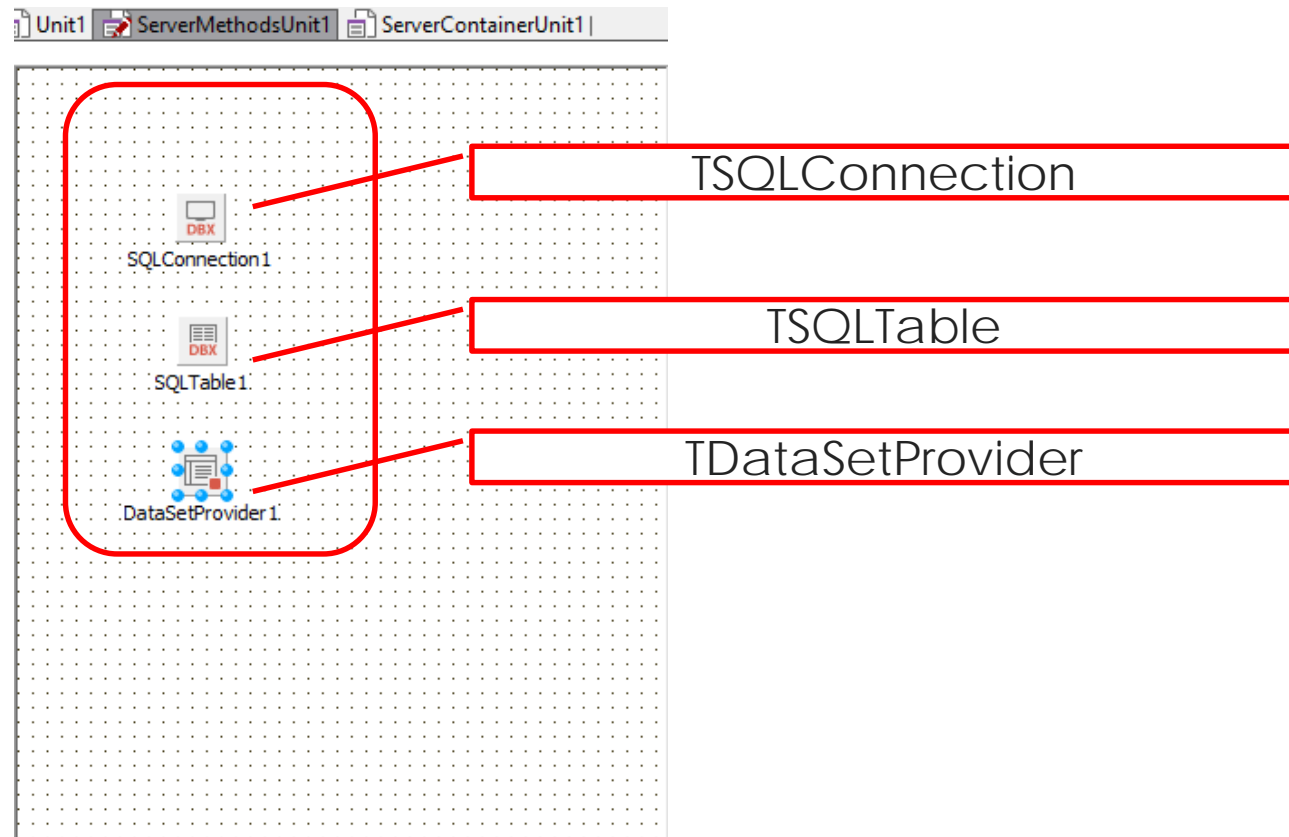 Unit1 ServerMethodsUnit1 ServerContainerUnit1
TSQLConnection
DBX
SQLConnection1
TSQLTable
DBX
SQLTable1
TDataSetProvider
DataSetProvider1